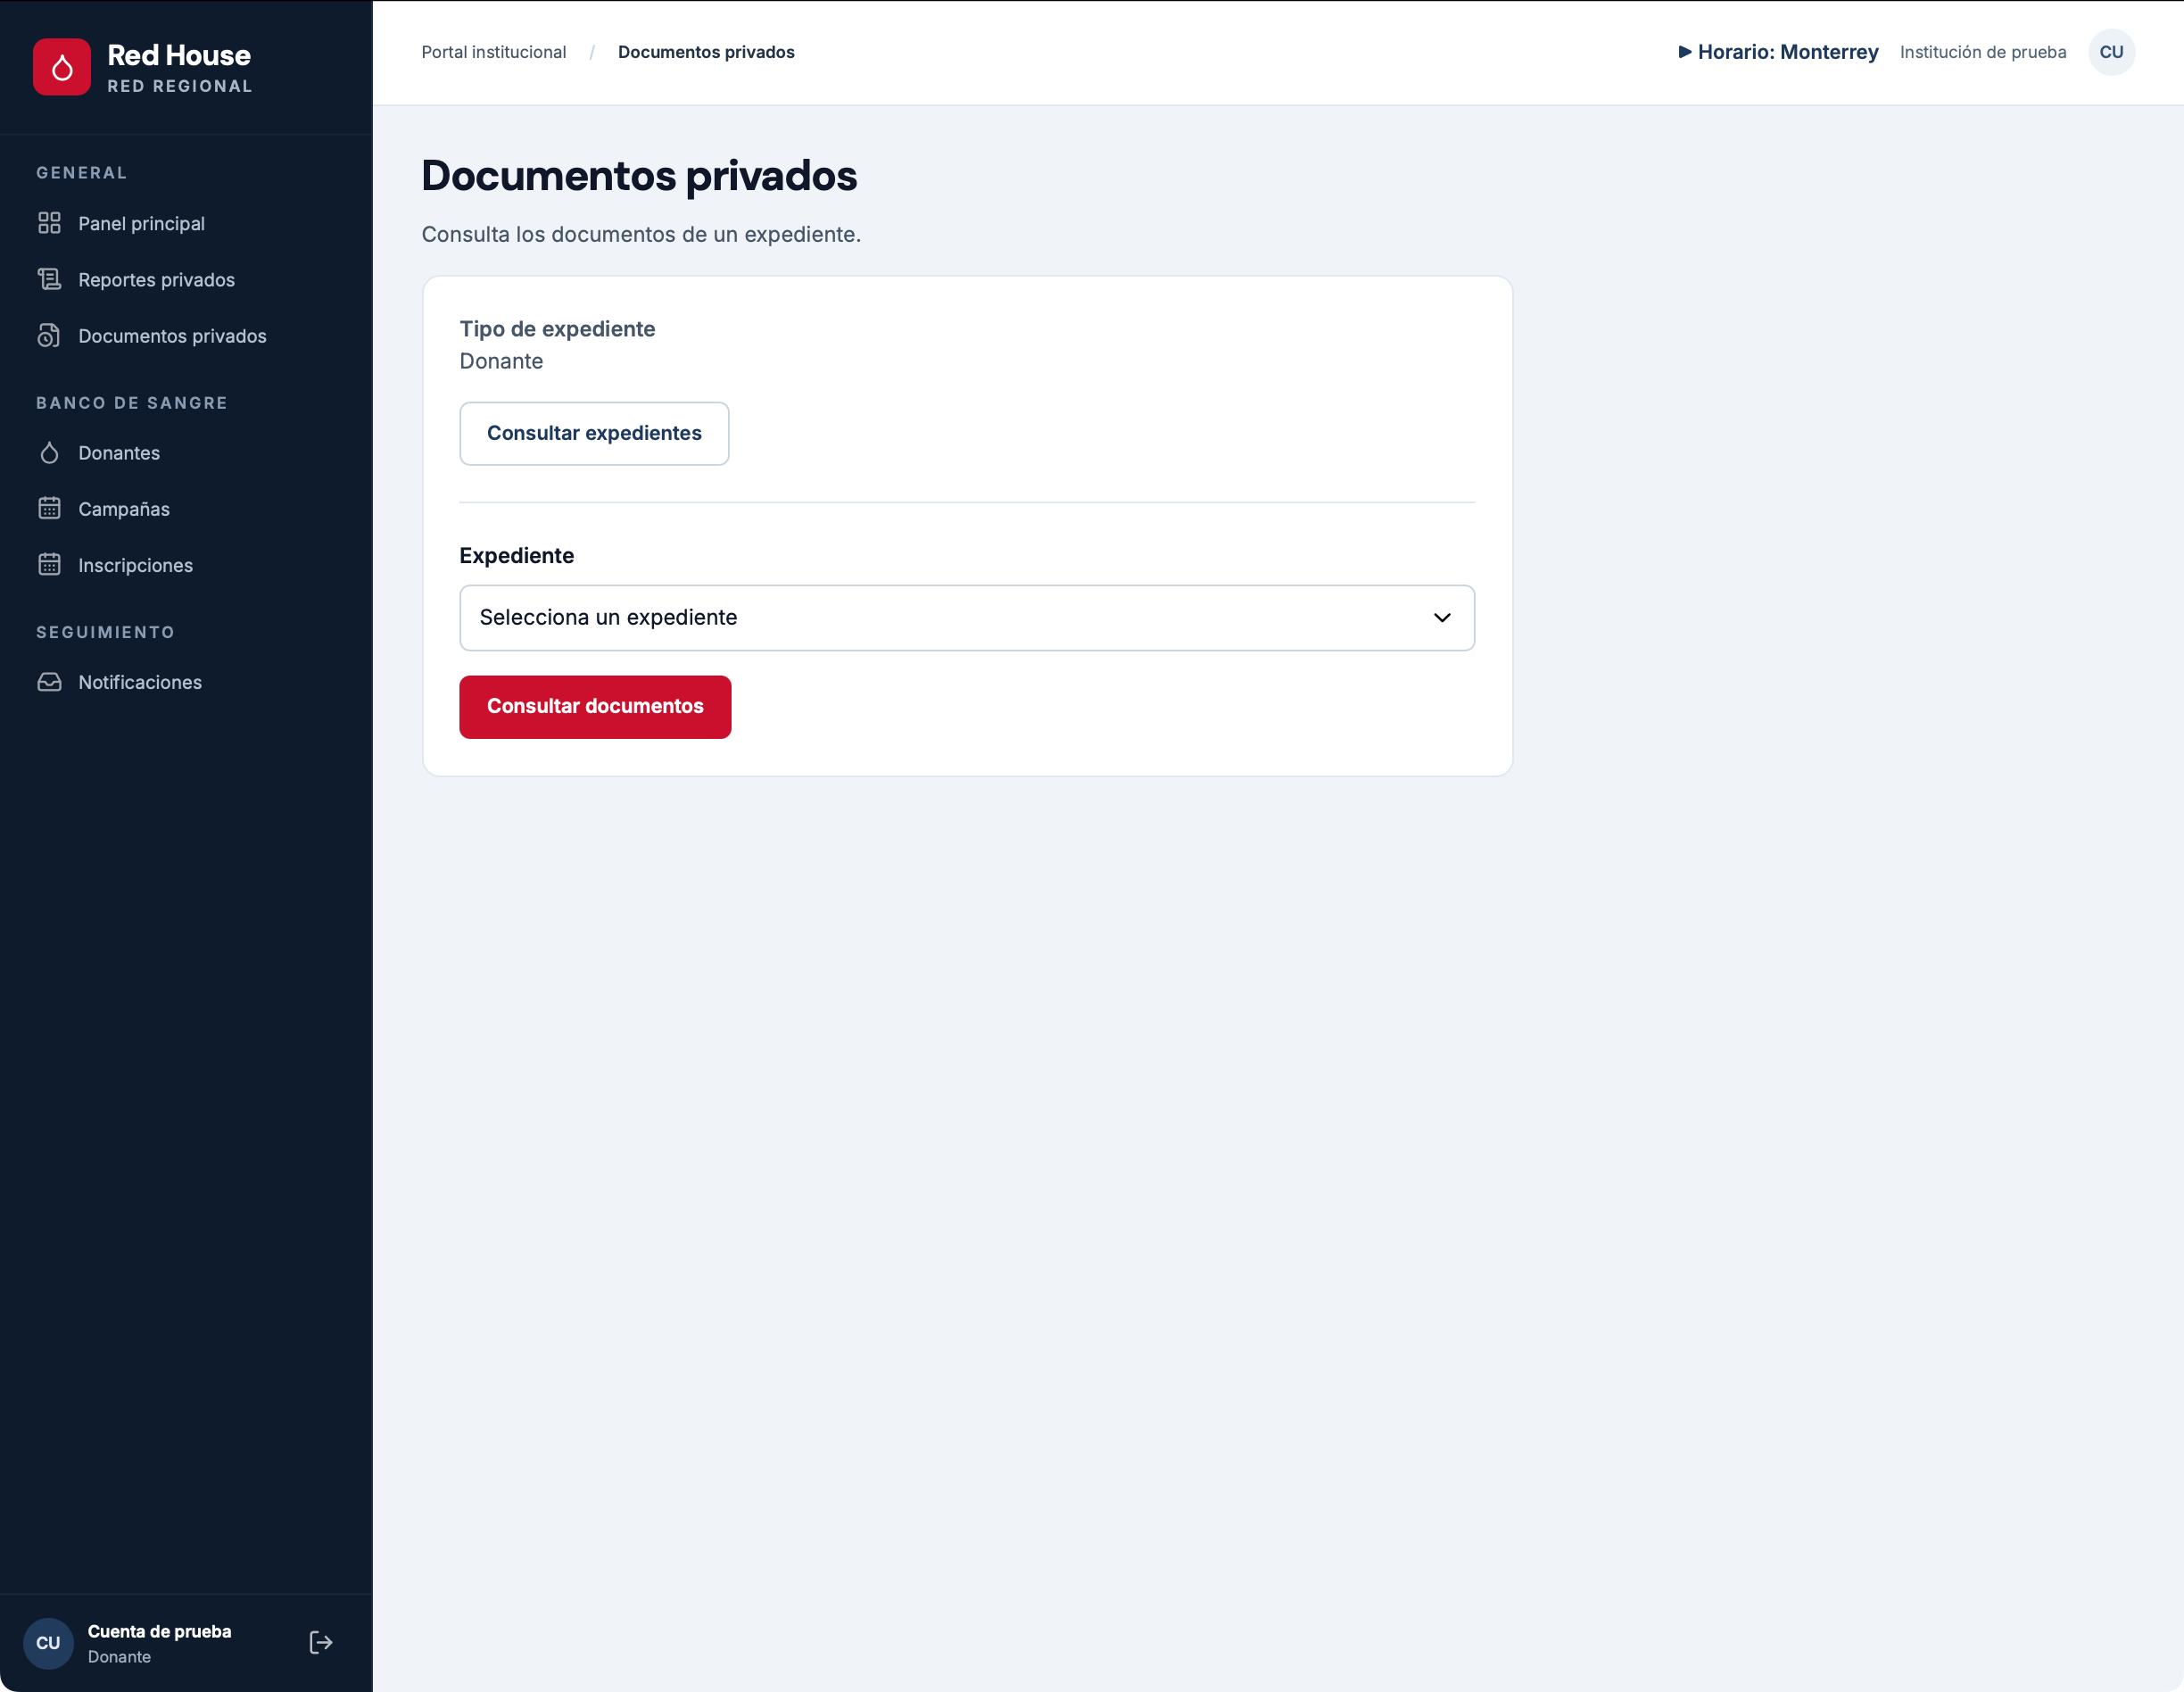 Red House
RED REGIONAL
GENERAL
Panel principal
Reportes privados
Documentos privados
BANCO DE SANGRE
Donantes
Campañas
Inscripciones
SEGUIMIENTO
Notificaciones
CU
Cuenta de prueba
Donante
Portal institucional / Documentos privados
Horario: Monterrey Institución de prueba CU
Documentos privados
Consulta los documentos de un expediente.
Tipo de expediente
Donante
Consultar expedientes
Expediente
Selecciona un expediente
Consultar documentos